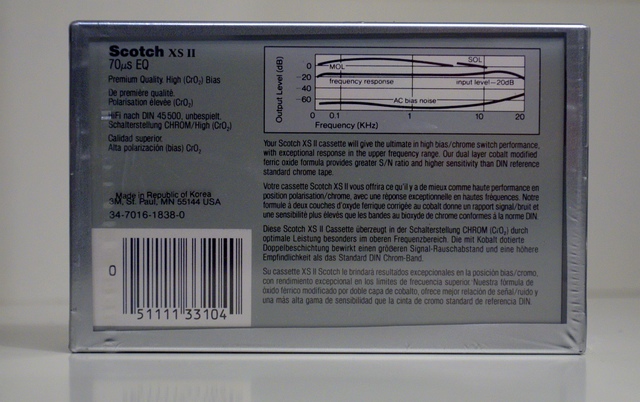 Scotch XS II
70µs EQ
Premium Quality. High (CrO₂) Bias
De première qualité.
Polarisation élevée (CrO₂)
HiFi nach DIN 45500, unbespielt.
Schalterstellung CHROM/High (CrO₂)
Calidad superior.
Alta polarización (bias) CrO₂
Made in Republic of Korea
3M, St. Paul, MN 55144 USA
34-7016-1838-0
0
51111 33104
Output Level (dB)
0
−20
−40
−60
MOL
SOL
frequency response
input level −20dB
AC bias noise
0 0.1 1 10 20
Frequency (KHz)
Your Scotch XS II cassette will give the ultimate in high bias/chrome switch performance,
with exceptional response in the upper frequency range. Our dual layer cobalt modified
ferric oxide formula provides greater S/N ratio and higher sensitivity than DIN reference
standard chrome tape.
Votre cassette Scotch XS II vous offrira ce qu'il y a de mieux comme haute performance en
position polarisation/chrome, avec une réponse exceptionnelle en hautes fréquences. Notre
formule à deux couches d'oxyde ferrique corrigée au cobalt donne un rapport signal/bruit et
une sensibilité plus élevés que les bandes au bioxyde de chrome conformes à la norme DIN.
Diese Scotch XS II Cassette überzeugt in der Schalterstellung CHROM (CrO₂) durch
optimale Leistung besonders im oberen Frequenzbereich. Die mit Kobalt dotierte
Doppelbeschichtung bewirkt einen größeren Signal-Rauschabstand und eine höhere
Empfindlichkeit als das Standard DIN Chrom-Band.
Su cassette XS II Scotch le brindará resultados excepcionales en la posición bias/cromo,
con rendimiento excepcional en los límites de frecuencia superior. Nuestra fórmula de
óxido férrico modificado por doble capa de cobalto, ofrece mejor relación de señal/ruido y
una más alta gama de sensibilidad que la cinta de cromo standard de referencia DIN.